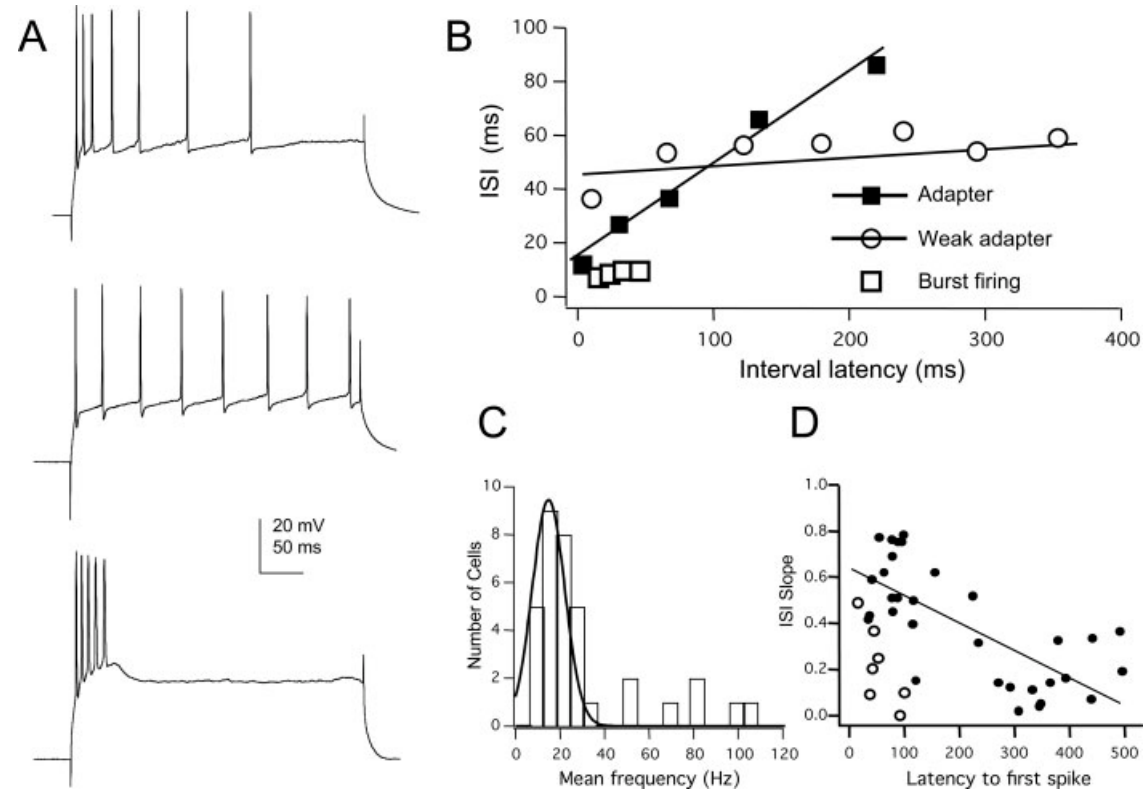 A
20 mV
50 ms
B
100
80
60
40
20
0
ISI (ms)
Adapter
Weak adapter
Burst firing
0 100 200 300 400
Interval latency (ms)
C
10
8
6
4
2
0
Number of Cells
0 20 40 60 80 100 120
Mean frequency (Hz)
D
1.0
0.8
0.6
0.4
0.2
0.0
ISI Slope
0 100 200 300 400 500
Latency to first spike